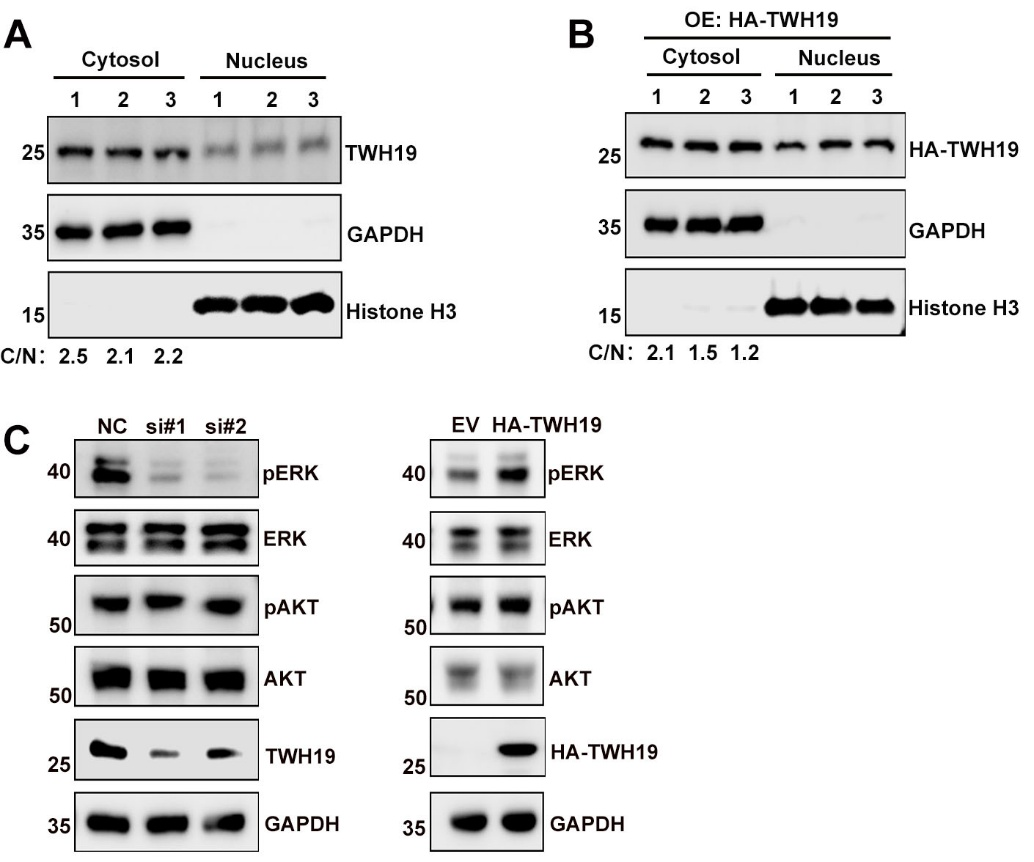 A
Cytosol Nucleus
1 2 3 1 2 3
25 TWH19
35 GAPDH
15 Histone H3
C/N: 2.5 2.1 2.2
B
OE: HA-TWH19
Cytosol Nucleus
1 2 3 1 2 3
25 HA-TWH19
35 GAPDH
15 Histone H3
C/N: 2.1 1.5 1.2
C
NC si#1 si#2
40 pERK
40 ERK
50 pAKT
50 AKT
25 TWH19
35 GAPDH
EV HA-TWH19
40 pERK
40 ERK
50 pAKT
50 AKT
25 HA-TWH19
35 GAPDH